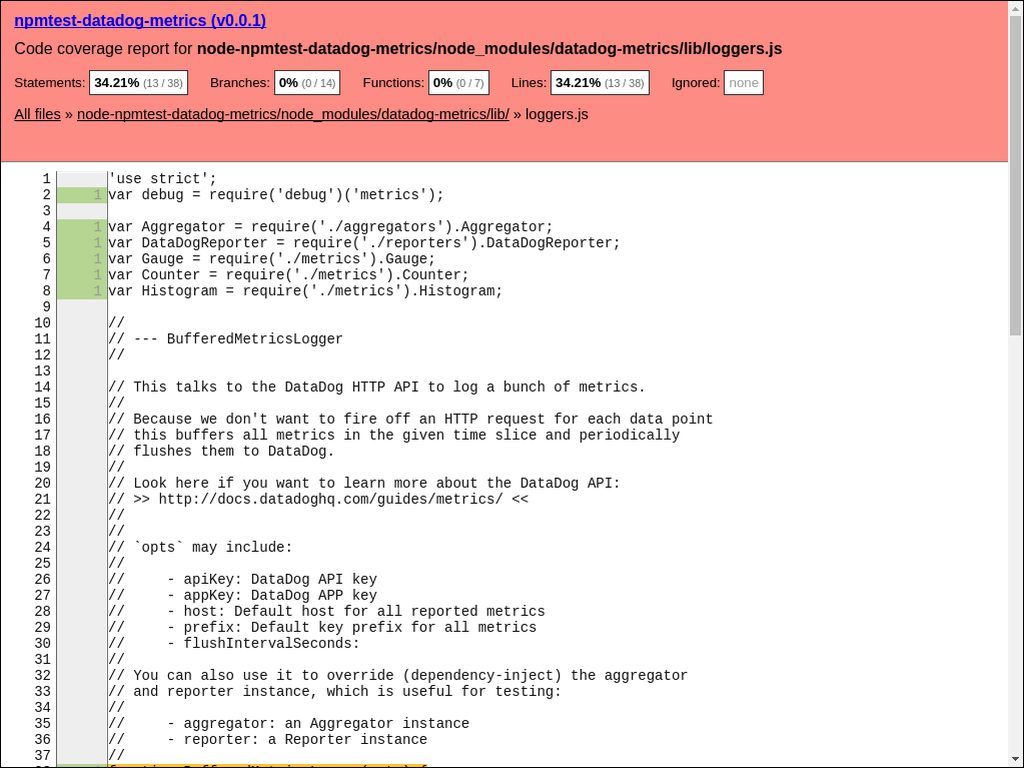 npmtest-datadog-metrics (v0.0.1)
Code coverage report for node-npmtest-datadog-metrics/node_modules/datadog-metrics/lib/loggers.js
Statements: 34.21% (13 / 38) Branches: 0% (0 / 14) Functions: 0% (0 / 7) Lines: 34.21% (13 / 38) Ignored: none
All files » node-npmtest-datadog-metrics/node_modules/datadog-metrics/lib/ » loggers.js
1 'use strict';
2 1 var debug = require('debug')('metrics');
3
4 1 var Aggregator = require('./aggregators').Aggregator;
5 1 var DataDogReporter = require('./reporters').DataDogReporter;
6 1 var Gauge = require('./metrics').Gauge;
7 1 var Counter = require('./metrics').Counter;
8 1 var Histogram = require('./metrics').Histogram;
9
10 //
11 // --- BufferedMetricsLogger
12 //
13
14 // This talks to the DataDog HTTP API to log a bunch of metrics.
15 //
16 // Because we don't want to fire off an HTTP request for each data point
17 // this buffers all metrics in the given time slice and periodically
18 // flushes them to DataDog.
19 //
20 // Look here if you want to learn more about the DataDog API:
21 // >> http://docs.datadoghq.com/guides/metrics/ <<
22 //
23 //
24 // `opts` may include:
25 //
26 //     - apiKey: DataDog API key
27 //     - appKey: DataDog APP key
28 //     - host: Default host for all reported metrics
29 //     - prefix: Default key prefix for all metrics
30 //     - flushIntervalSeconds:
31 //
32 // You can also use it to override (dependency-inject) the aggregator
33 // and reporter instance, which is useful for testing:
34 //
35 //     - aggregator: an Aggregator instance
36 //     - reporter: a Reporter instance
37 //